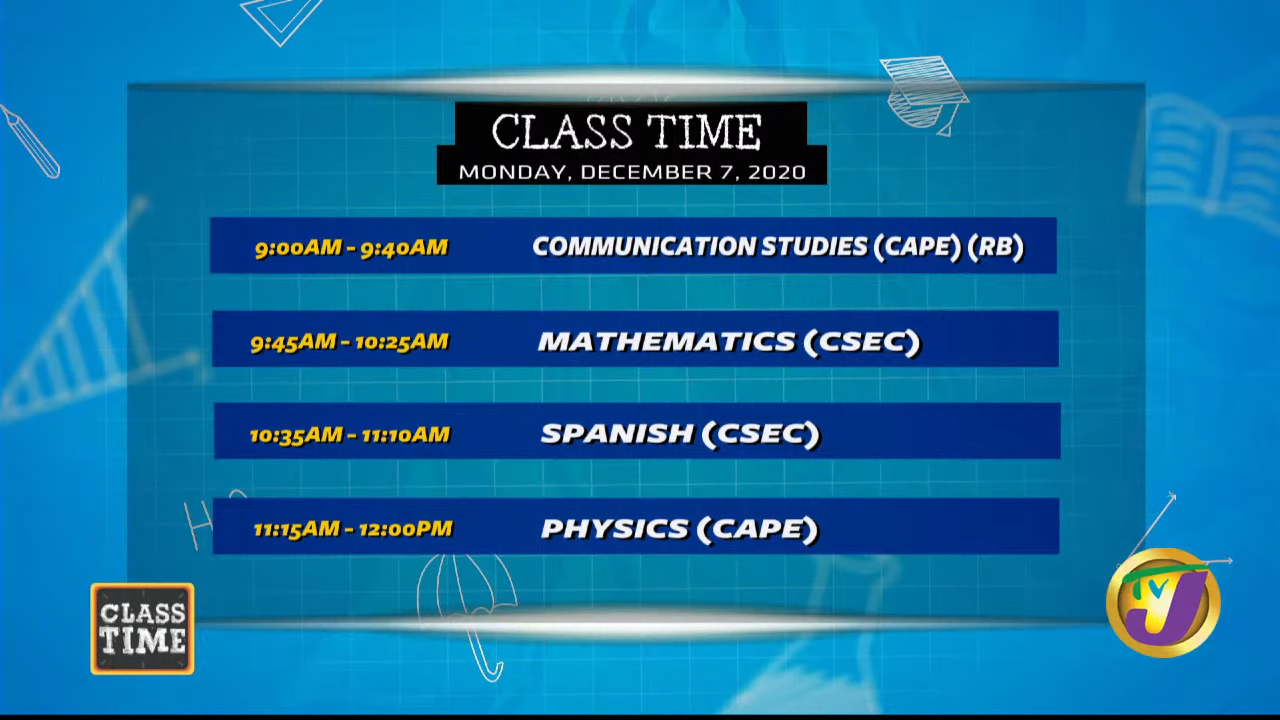 CLASS TIME
MONDAY, DECEMBER 7, 2020
9:00AM - 9:40AM COMMUNICATION STUDIES (CAPE) (RB)
9:45AM - 10:25AM MATHEMATICS (CSEC)
10:35AM - 11:10AM SPANISH (CSEC)
11:15AM - 12:00PM PHYSICS (CAPE)
CLASS
TIME
TVJ